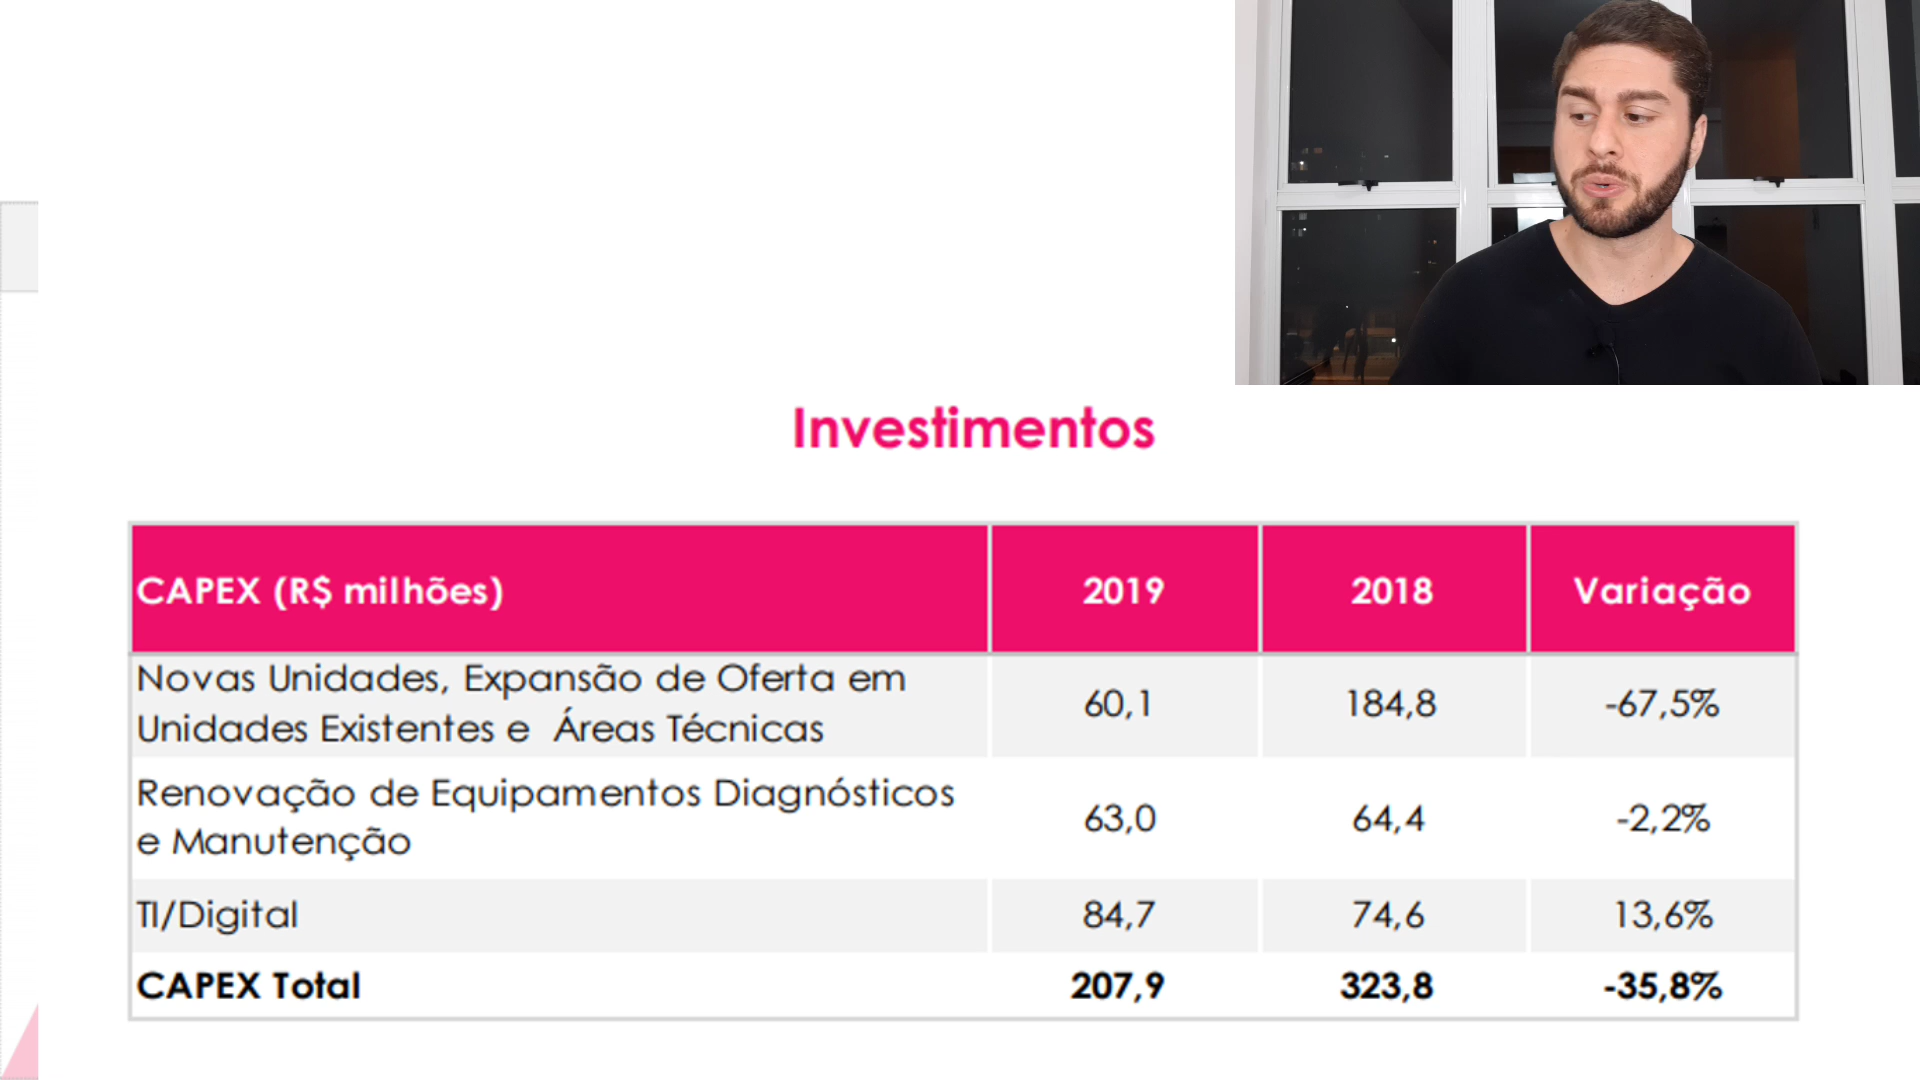 Investimentos
CAPEX (R$ milhões) 2019 2018 Variação
Novas Unidades, Expansão de Oferta em
Unidades Existentes e Áreas Técnicas 60,1 184,8 -67,5%
Renovação de Equipamentos Diagnósticos
e Manutenção 63,0 64,4 -2,2%
TI/Digital 84,7 74,6 13,6%
CAPEX Total 207,9 323,8 -35,8%